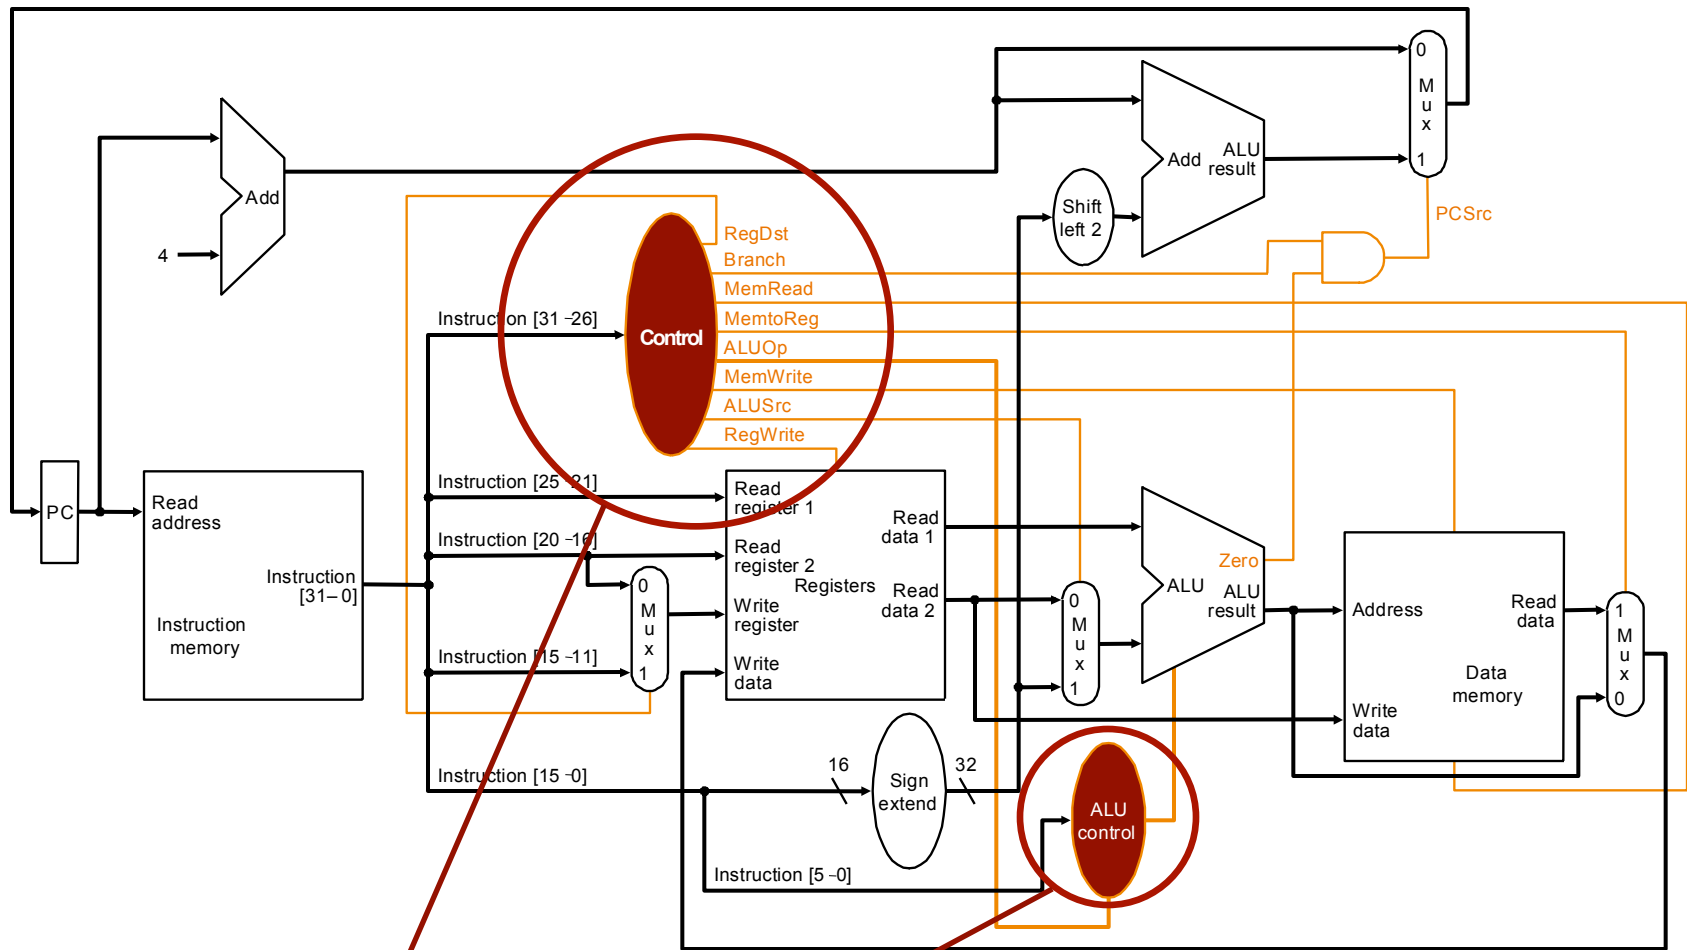 0
M
u
x
1
Add
4
Add
ALU
result
Shift
left 2
PCSrc
RegDst
Branch
MemRead
MemtoReg
ALUOp
MemWrite
ALUSrc
RegWrite
Control
Instruction [31–26]
Instruction [25–21]
Instruction [20–16]
Instruction [15–11]
Instruction [15–0]
Instruction [5–0]
PC
Read
address
Instruction
[31–0]
Instruction
memory
0
M
u
x
1
Read
register 1
Read
register 2
Write
register
Write
data
Registers
Read
data 1
Read
data 2
0
M
u
x
1
Zero
ALU
ALU
result
Address
Write
data
Read
data
Data
memory
1
M
u
x
0
16
Sign
extend
32
ALU
control